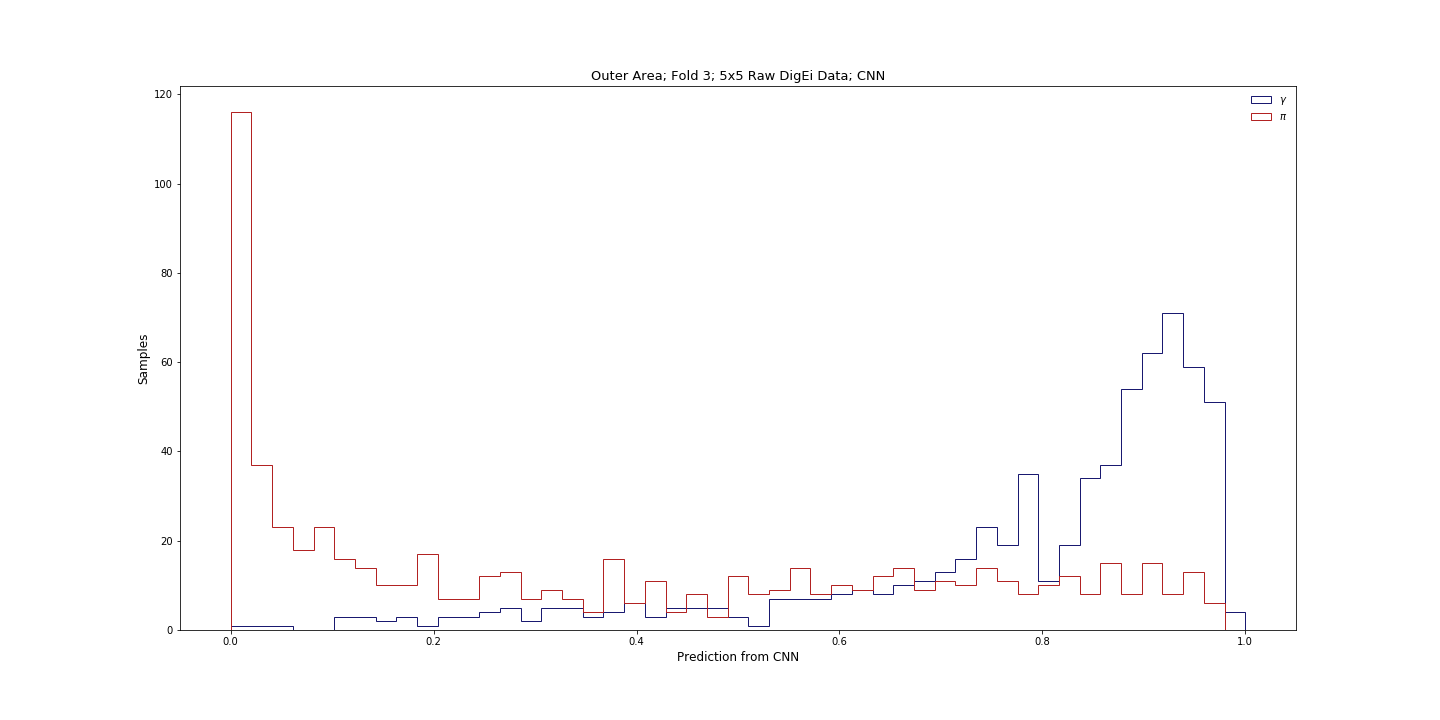 Outer Area; Fold 3; 5x5 Raw DigEi Data; CNN
γ
π
120
100
80
60
40
20
0
Samples
0.0 0.2 0.4 0.6 0.8 1.0
Prediction from CNN